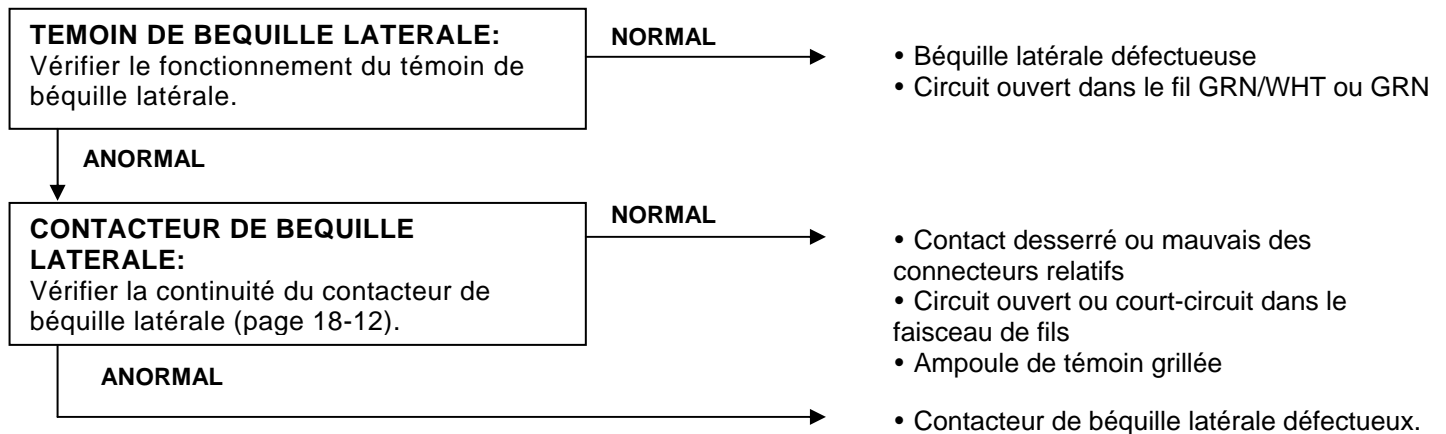 TEMOIN DE BEQUILLE LATERALE:
Vérifier le fonctionnement du témoin de
béquille latérale.
NORMAL
• Béquille latérale défectueuse
• Circuit ouvert dans le fil GRN/WHT ou GRN
ANORMAL
CONTACTEUR DE BEQUILLE
LATERALE:
Vérifier la continuité du contacteur de
béquille latérale (page 18-12).
NORMAL
• Contact desserré ou mauvais des
connecteurs relatifs
• Circuit ouvert ou court-circuit dans le
faisceau de fils
• Ampoule de témoin grillée
ANORMAL
• Contacteur de béquille latérale défectueux.